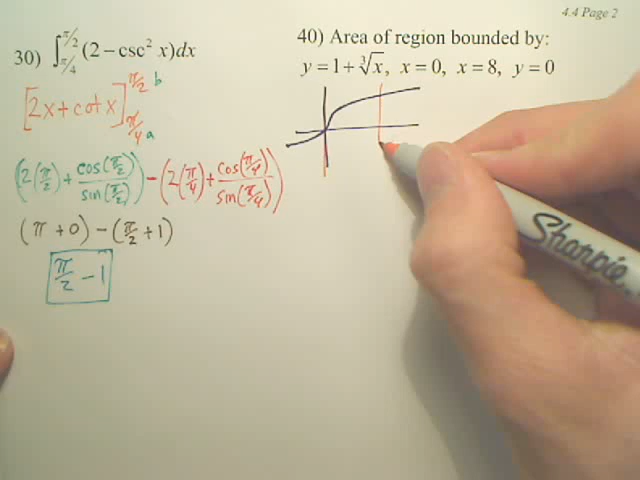 4.4 Page 2
30) ∫_{π/4}^{π/2} (2 − csc² x)dx
[2x + cot x]_{π/4 a}^{π/2 b}
(2(π/2) + cos(π/2)/sin(π/2)) − (2(π/4) + cos(π/4)/sin(π/4))
(π + 0) − (π/2 + 1)
π/2 − 1
40) Area of region bounded by:
y = 1 + ∛x, x = 0, x = 8, y = 0
Sharpie